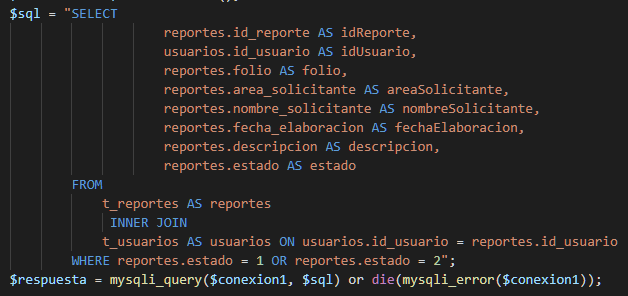 $sql = "SELECT
reportes.id_reporte AS idReporte,
usuarios.id_usuario AS idUsuario,
reportes.folio AS folio,
reportes.area_solicitante AS areaSolicitante,
reportes.nombre_solicitante AS nombreSolicitante,
reportes.fecha_elaboracion AS fechaElaboracion,
reportes.descripcion AS descripcion,
reportes.estado AS estado
FROM
t_reportes AS reportes
INNER JOIN
t_usuarios AS usuarios ON usuarios.id_usuario = reportes.id_usuario
WHERE reportes.estado = 1 OR reportes.estado = 2";
$respuesta = mysqli_query($conexion1, $sql) or die(mysqli_error($conexion1));